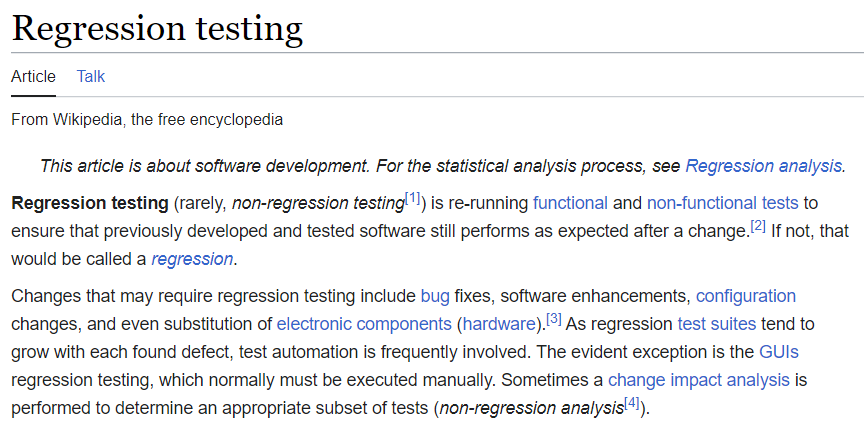 Regression testing
Article Talk
From Wikipedia, the free encyclopedia
This article is about software development. For the statistical analysis process, see Regression analysis.
Regression testing (rarely, non-regression testing[1]) is re-running functional and non-functional tests to
ensure that previously developed and tested software still performs as expected after a change.[2] If not, that
would be called a regression.
Changes that may require regression testing include bug fixes, software enhancements, configuration
changes, and even substitution of electronic components (hardware).[3] As regression test suites tend to
grow with each found defect, test automation is frequently involved. The evident exception is the GUIs
regression testing, which normally must be executed manually. Sometimes a change impact analysis is
performed to determine an appropriate subset of tests (non-regression analysis[4]).